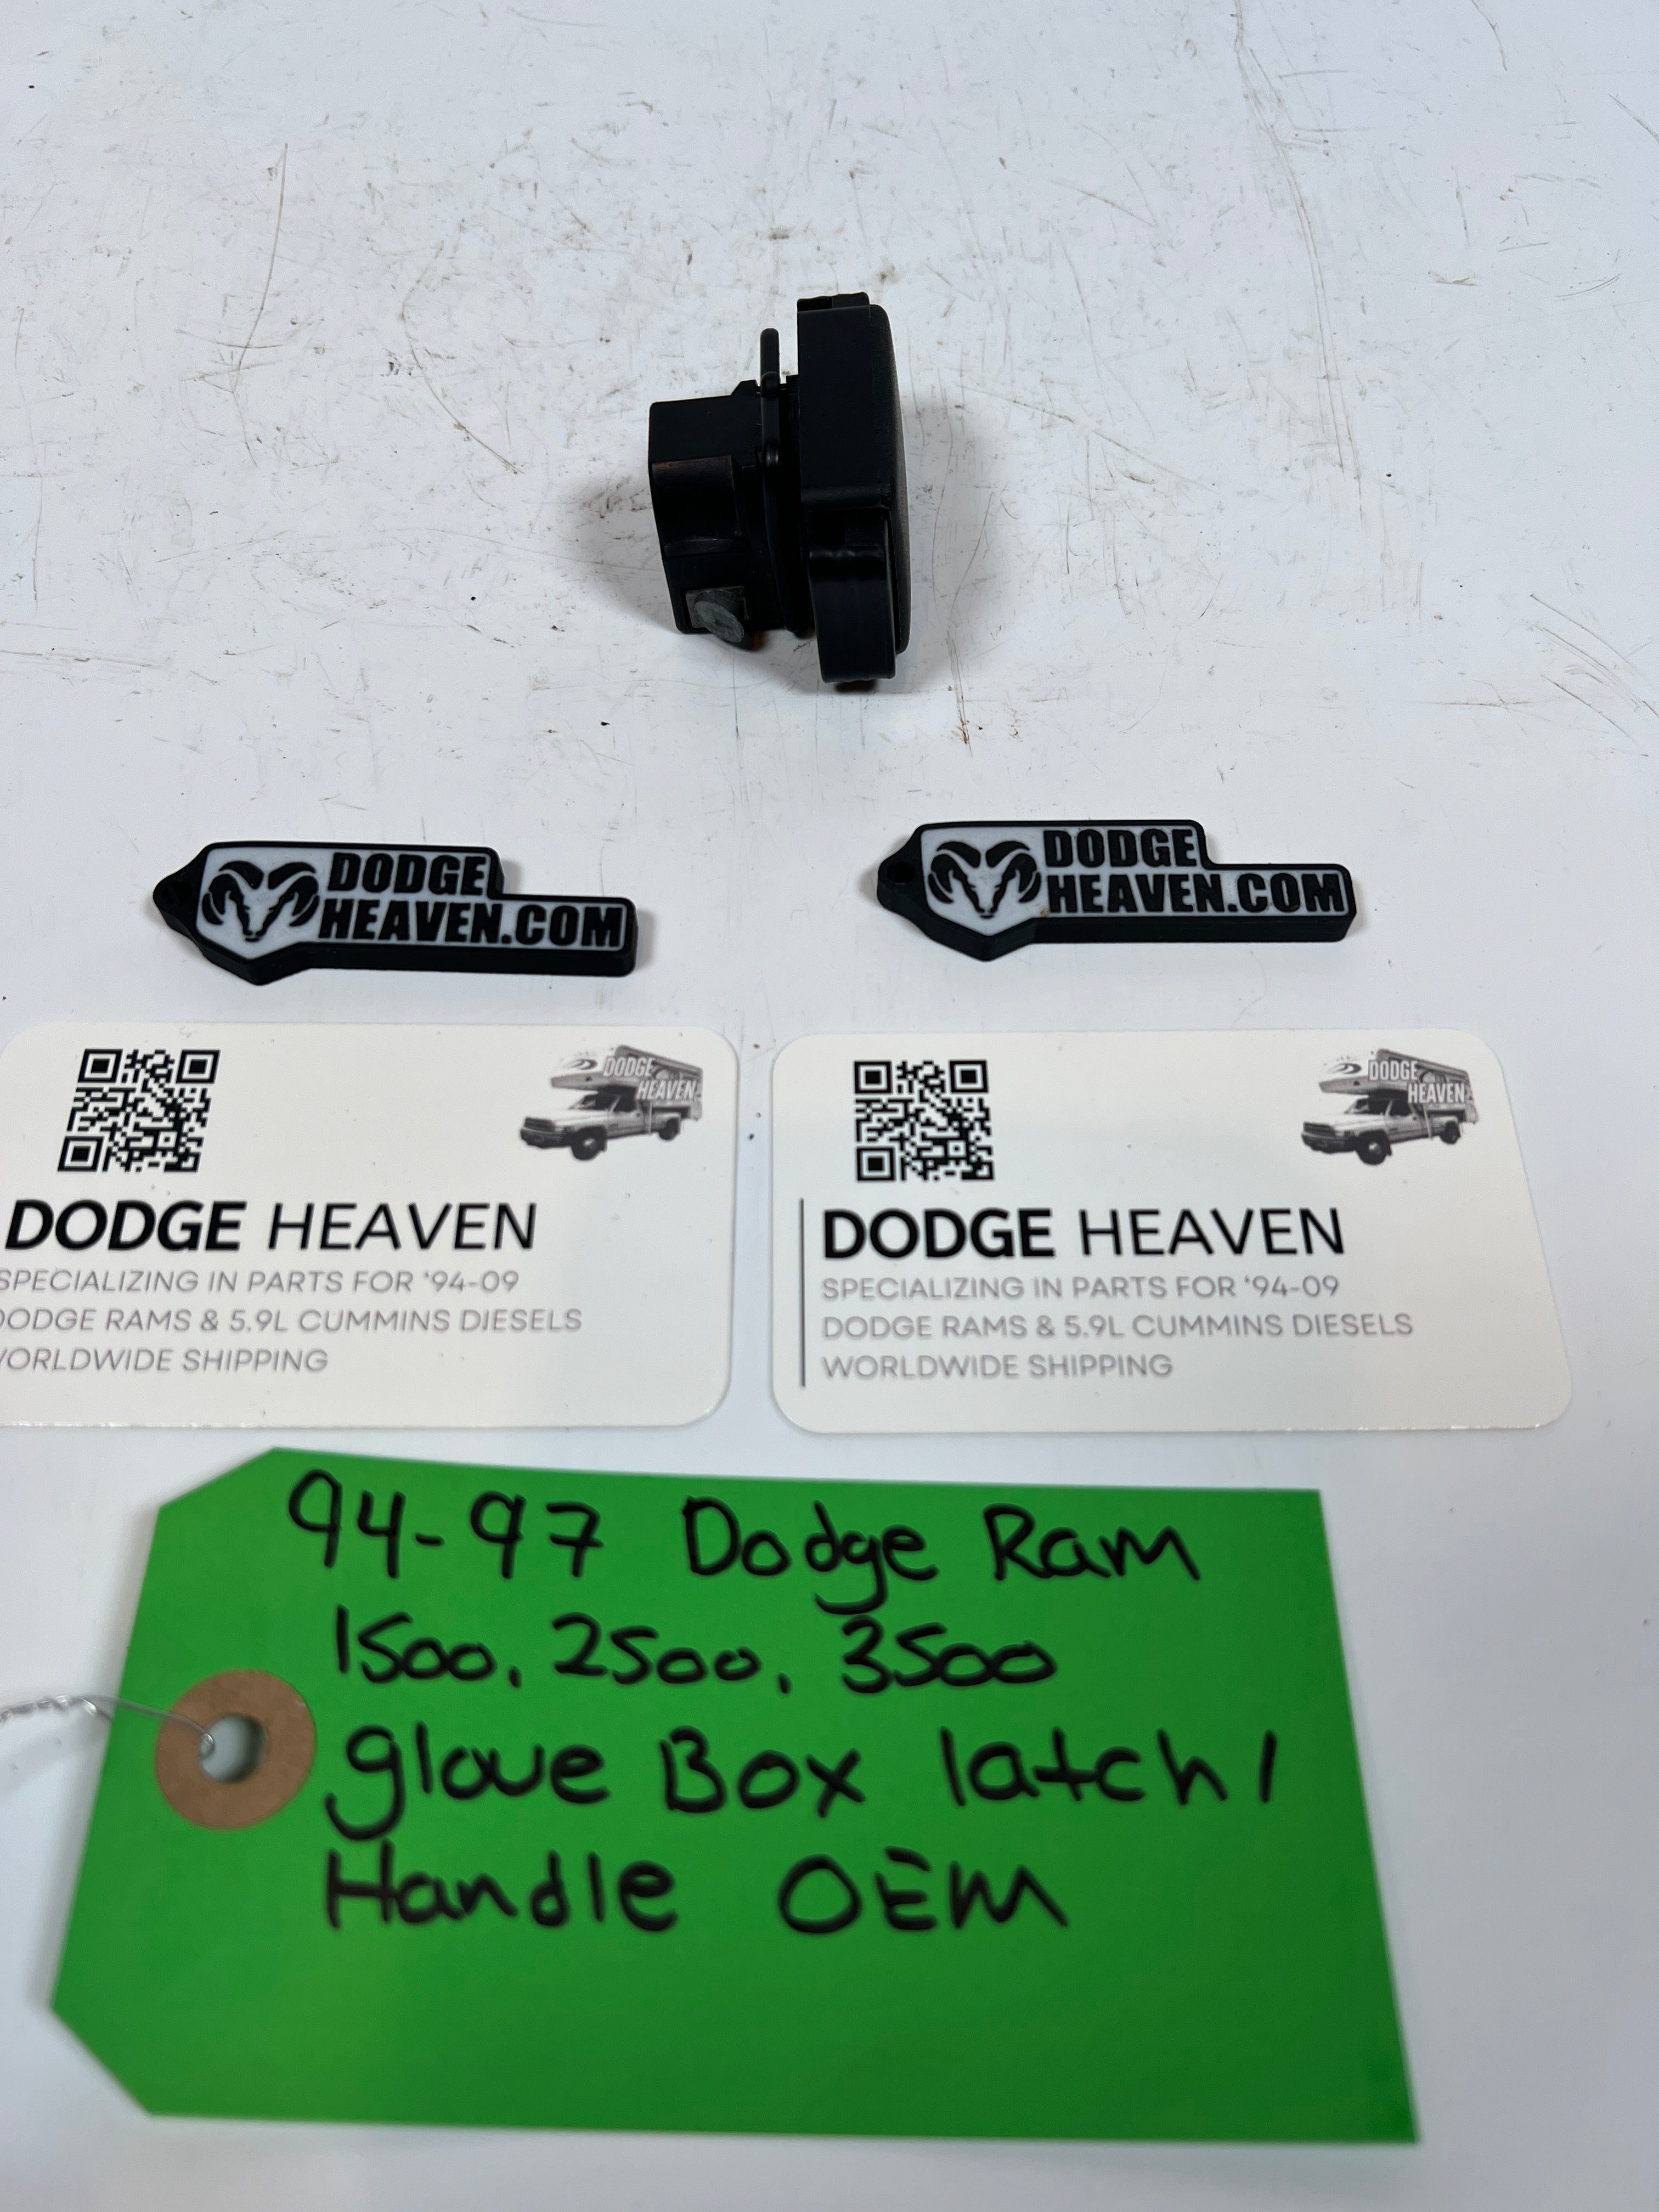 DODGE
HEAVEN.COM
DODGE
HEAVEN.COM
DODGE
HEAVEN
DODGE HEAVEN
SPECIALIZING IN PARTS FOR ‘94-09
DODGE RAMS & 5.9L CUMMINS DIESELS
WORLDWIDE SHIPPING
DODGE
HEAVEN
DODGE HEAVEN
SPECIALIZING IN PARTS FOR ‘94-09
DODGE RAMS & 5.9L CUMMINS DIESELS
WORLDWIDE SHIPPING
94-97 Dodge Ram
1500, 2500, 3500
glove Box latch/
Handle OEM